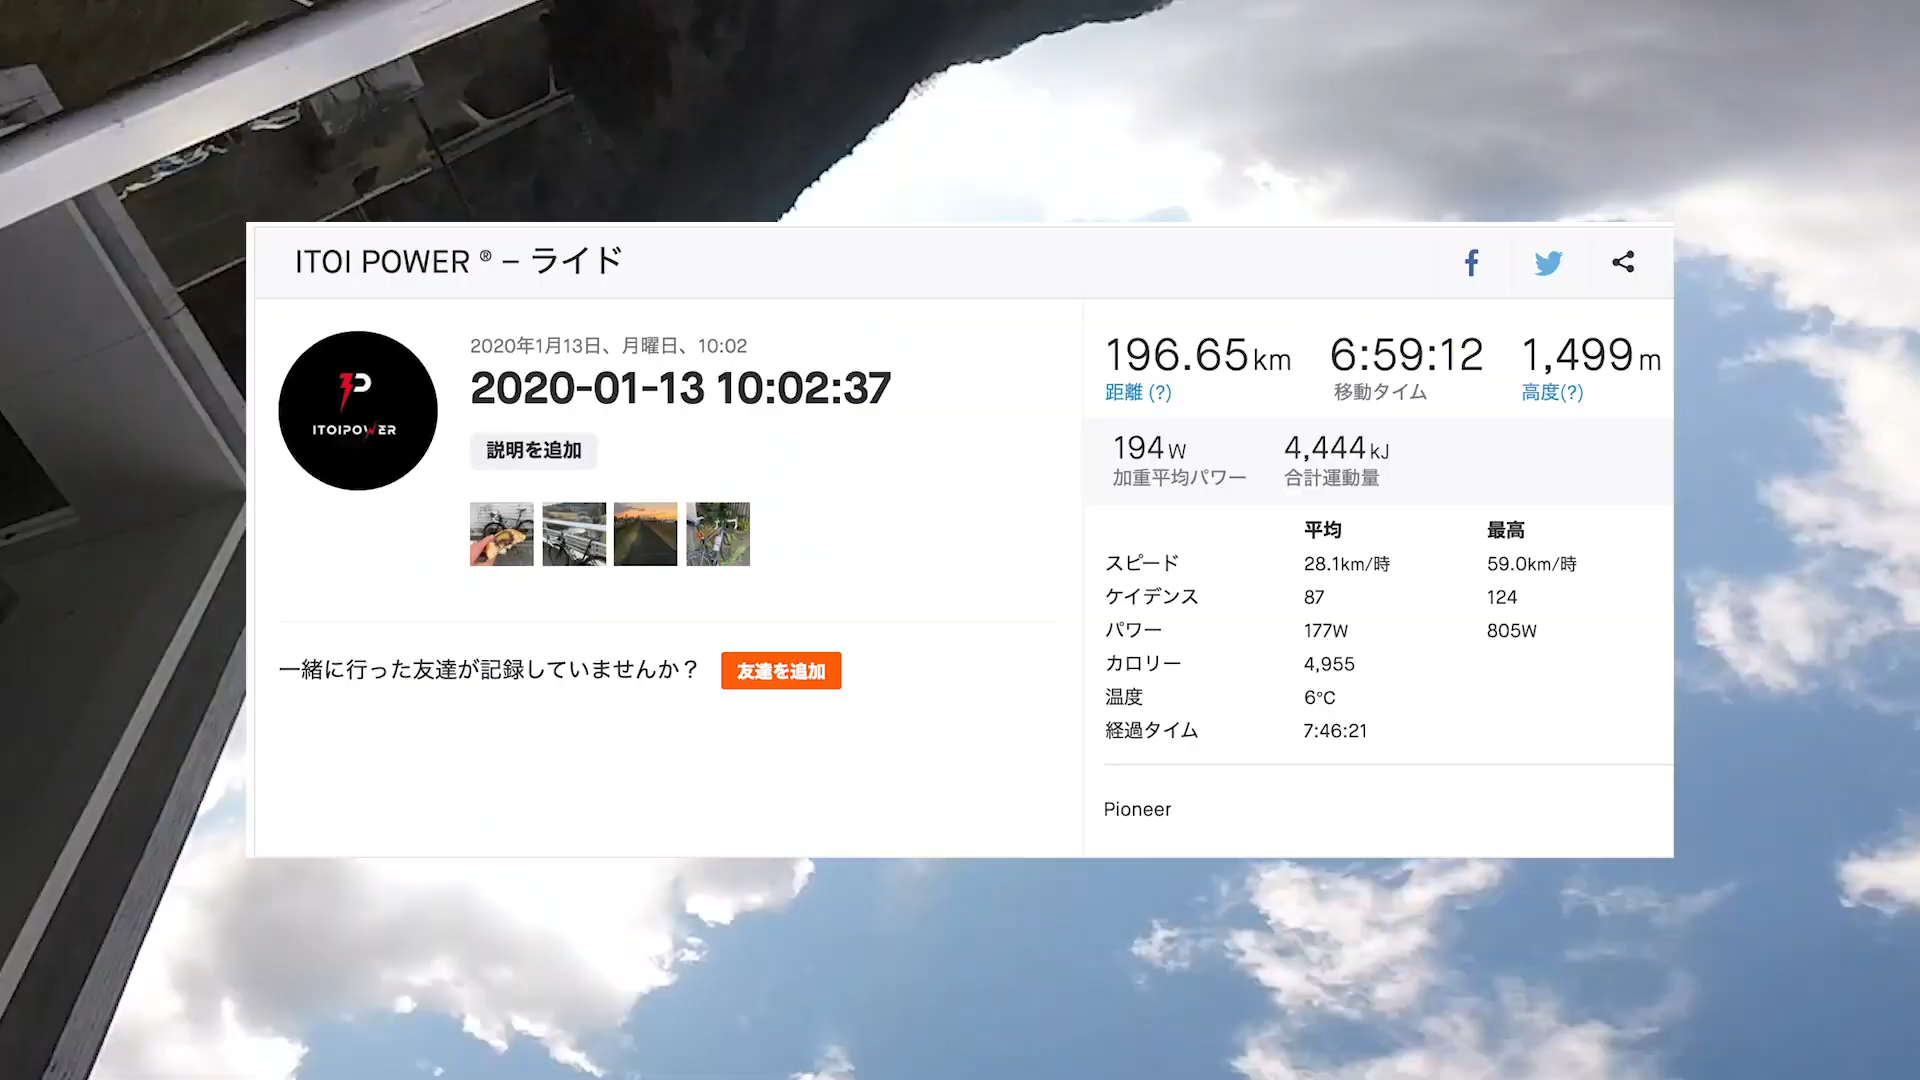 ITOI POWER ® – ライド
ITOIPOWER
2020年1月13日、月曜日、10:02
2020-01-13 10:02:37
説明を追加
一緒に行った友達が記録していませんか？ 友達を追加
196.65km 6:59:12 1,499m
距離 (?) 移動タイム 高度(?)
194W 4,444kJ
加重平均パワー 合計運動量
平均 最高
スピード 28.1km/時 59.0km/時
ケイデンス 87 124
パワー 177W 805W
カロリー 4,955
温度 6℃
経過タイム 7:46:21
Pioneer